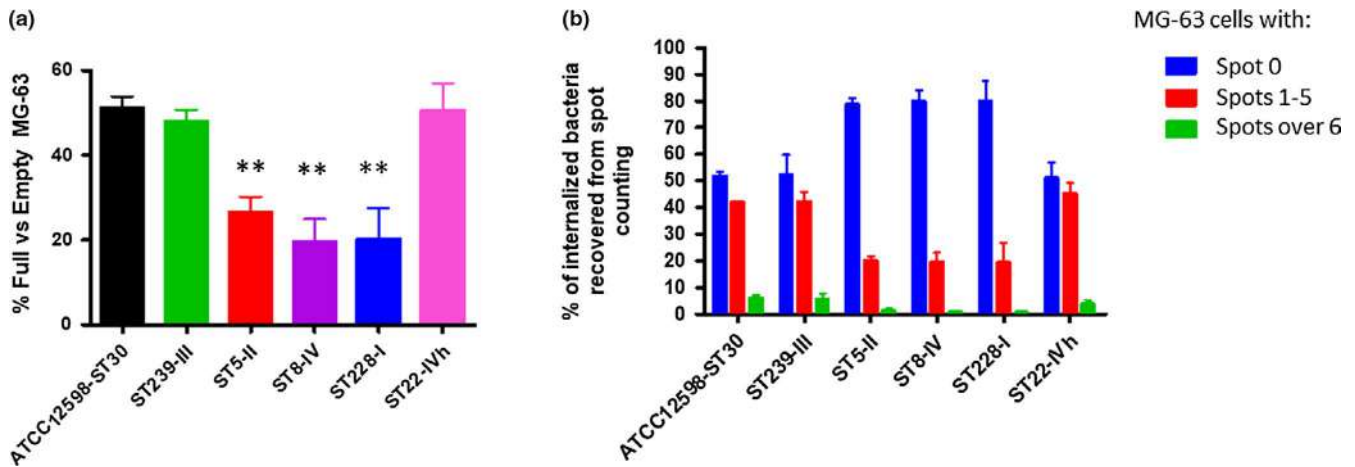 (a)
% Full vs Empty MG-63
60
40
20
0
**
**
**
ATCC12598-ST30
ST239-III
ST5-II
ST8-IV
ST228-I
ST22-IVh
(b)
% of internalized bacteria
recovered from spot
counting
100
90
80
70
60
50
40
30
20
10
0
ATCC12598-ST30
ST239-III
ST5-II
ST8-IV
ST228-I
ST22-IVh
MG-63 cells with:
Spot 0
Spots 1-5
Spots over 6